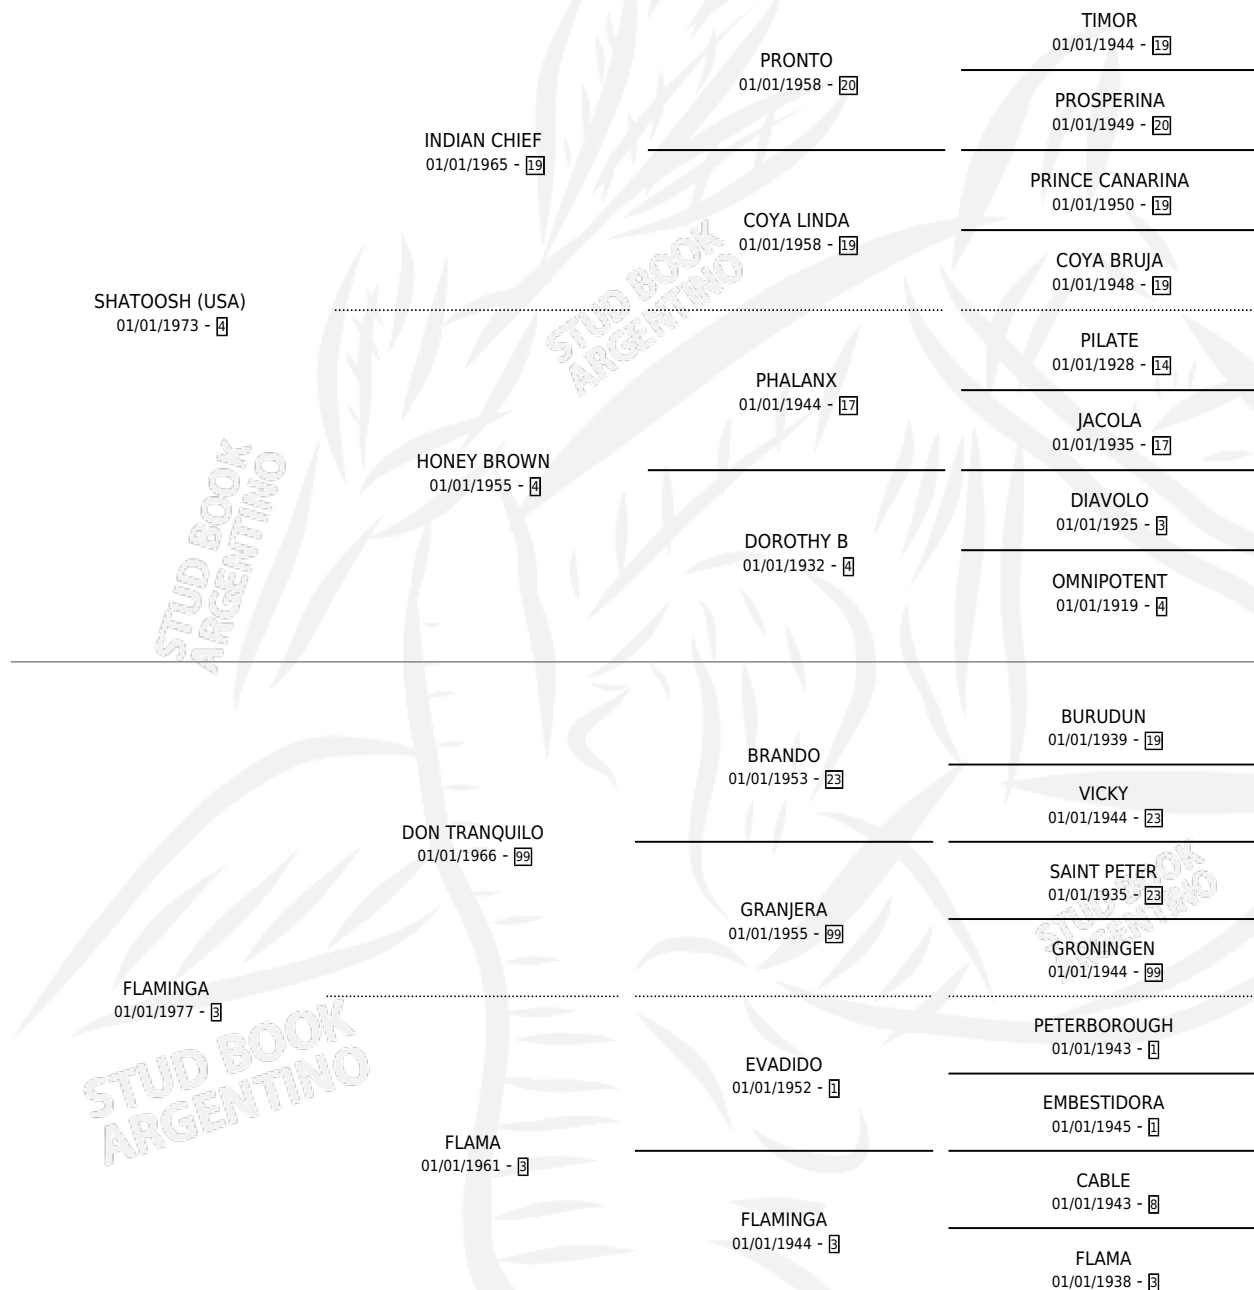 TIMOR
01/01/1944 - 19
PRONTO
01/01/1958 - 20
PROSPERINA
01/01/1949 - 20
INDIAN CHIEF
01/01/1965 - 19
PRINCE CANARINA
01/01/1950 - 19
COYA LINDA
01/01/1958 - 19
COYA BRUJA
01/01/1948 - 19
SHATOOSH (USA)
01/01/1973 - 4
PILATE
01/01/1928 - 14
PHALANX
01/01/1944 - 17
JACOLA
01/01/1935 - 17
HONEY BROWN
01/01/1955 - 4
DIAVOLO
01/01/1925 - 3
DOROTHY B
01/01/1932 - 4
OMNIPOTENT
01/01/1919 - 4
BURUDUN
01/01/1939 - 19
BRANDO
01/01/1953 - 23
VICKY
01/01/1944 - 23
DON TRANQUILO
01/01/1966 - 99
SAINT PETER
01/01/1935 - 23
GRANJERA
01/01/1955 - 99
GRONINGEN
01/01/1944 - 99
FLAMINGA
01/01/1977 - 3
PETERBOROUGH
01/01/1943 - 1
EVADIDO
01/01/1952 - 1
EMBESTIDORA
01/01/1945 - 1
FLAMA
01/01/1961 - 3
CABLE
01/01/1943 - 8
FLAMINGA
01/01/1944 - 3
FLAMA
01/01/1938 - 3
STUD BOOK
ARGENTINO
STUD BOOK
ARGENTINO
STUD BOOK
ARGENTINO
STUD BOOK
ARGENTINO